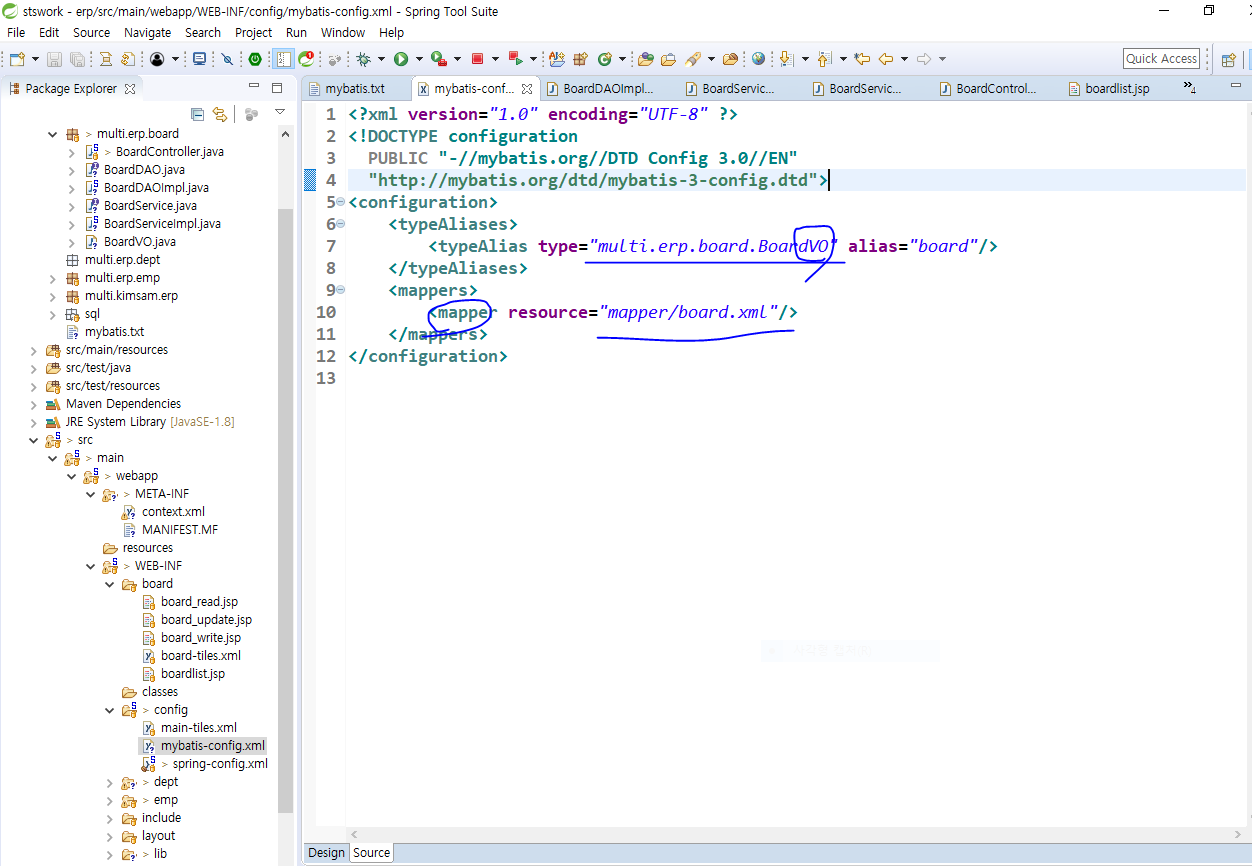 stswork - erp/src/main/webapp/WEB-INF/config/mybatis-config.xml - Spring Tool Suite
File Edit Source Navigate Search Project Run Window Help
Quick Access
Package Explorer
mybatis.txt
mybatis-conf...
BoardDAOImpl...
BoardServic...
BoardServic...
BoardControl...
boardlist.jsp
multi.erp.board
> BoardController.java
BoardDAO.java
BoardDAOImpl.java
BoardService.java
BoardServiceImpl.java
BoardVO.java
multi.erp.dept
multi.erp.emp
multi.kimsam.erp
sql
mybatis.txt
src/main/resources
src/test/java
src/test/resources
Maven Dependencies
JRE System Library [JavaSE-1.8]
> src
> main
> webapp
> META-INF
context.xml
MANIFEST.MF
resources
> WEB-INF
board
board_read.jsp
board_update.jsp
board_write.jsp
board-tiles.xml
boardlist.jsp
classes
> config
main-tiles.xml
mybatis-config.xml
> spring-config.xml
> dept
> emp
include
layout
> lib
1 <?xml version="1.0" encoding="UTF-8" ?>
2 <!DOCTYPE configuration
3 PUBLIC "-//mybatis.org//DTD Config 3.0//EN"
4 "http://mybatis.org/dtd/mybatis-3-config.dtd">
5 <configuration>
6 <typeAliases>
7 <typeAlias type="multi.erp.board.BoardVO" alias="board"/>
8 </typeAliases>
9 <mappers>
10 <mapper resource="mapper/board.xml"/>
11 </mappers>
12 </configuration>
13
Design Source